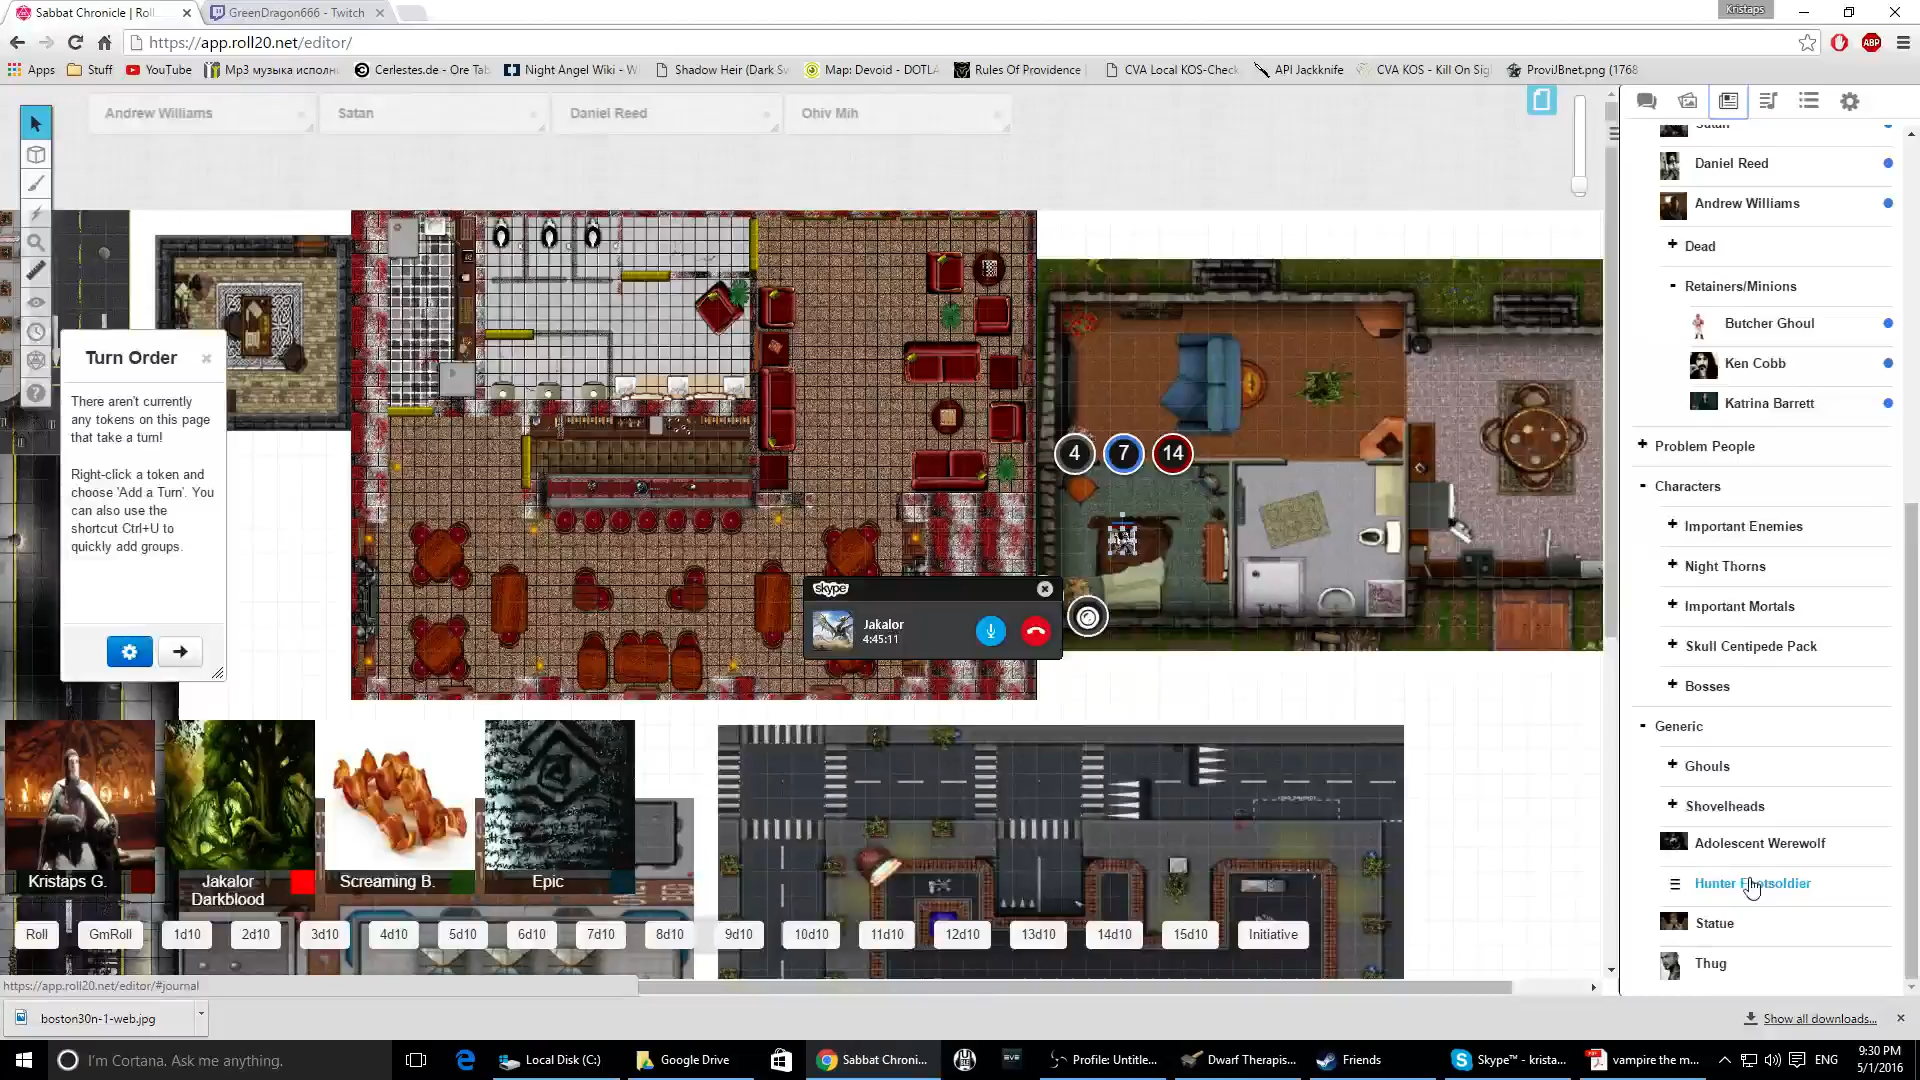 Sabbat Chronicle | Rol
GreenDragon666 - Twitch
Kristaps
https://app.roll20.net/editor/
Apps
Stuff
YouTube
Mp3 музыка исполн
Cerlestes.de - Ore Tab
Night Angel Wiki - W
Shadow Heir (Dark Sw
Map: Devoid - DOTLA
Rules Of Providence
CVA Local KOS-Check
API Jackknife
CVA KOS - Kill On Sigh
ProviJBnet.png (1768
ABP
Andrew Williams
Satan
Daniel Reed
Ohiv Mih
Turn Order
There aren't currently
any tokens on this page
that take a turn!
Right-click a token and
choose 'Add a Turn'. You
can also use the
shortcut Ctrl+U to
quickly add groups.
4
7
14
skype
Jakalor
4:45:11
Satan
Daniel Reed
Andrew Williams
Dead
Retainers/Minions
Butcher Ghoul
Ken Cobb
Katrina Barrett
Problem People
Characters
Important Enemies
Night Thorns
Important Mortals
Skull Centipede Pack
Bosses
Generic
Ghouls
Shovelheads
Adolescent Werewolf
Hunter Footsoldier
Statue
Thug
Kristaps G.
Jakalor
Darkblood
Screaming B.
Epic
Roll
GmRoll
1d10
2d10
3d10
4d10
5d10
6d10
7d10
8d10
9d10
10d10
11d10
12d10
13d10
14d10
15d10
Initiative
https://app.roll20.net/editor/#journal
boston30n-1-web.jpg
Show all downloads...
I'm Cortana. Ask me anything.
Local Disk (C:)
Google Drive
Sabbat Chroni...
EVE
Profile: Untitle...
Dwarf Therapis...
Friends
Skype™ - krista...
vampire the m...
ENG
9:30 PM
5/1/2016